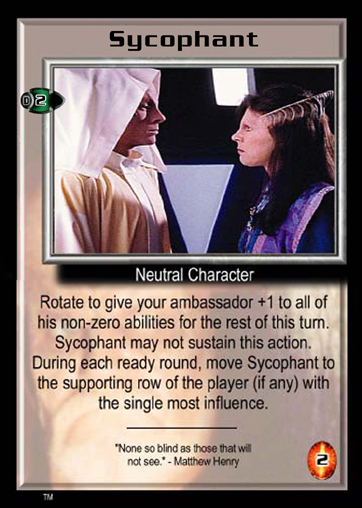 Sycophant
D 2
Neutral Character
Rotate to give your ambassador +1 to all of
his non-zero abilities for the rest of this turn.
Sycophant may not sustain this action.
During each ready round, move Sycophant to
the supporting row of the player (if any) with
the single most influence.
"None so blind as those that will
not see." - Matthew Henry
2
TM